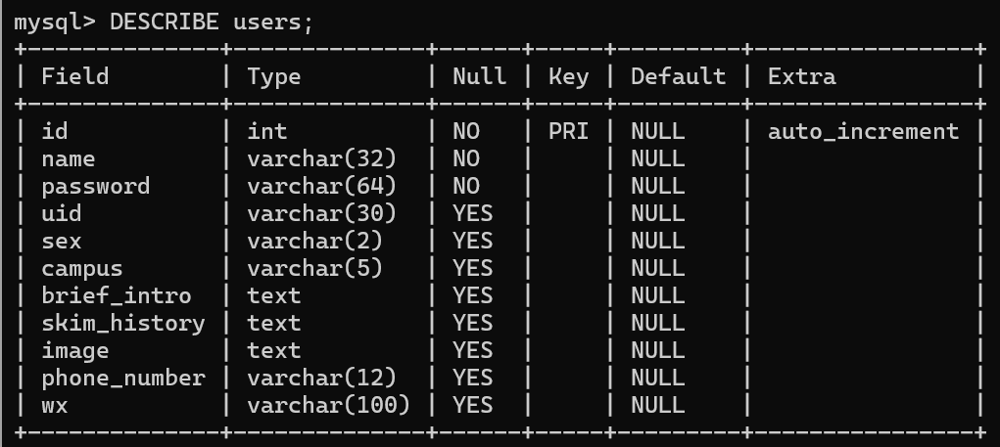 mysql> DESCRIBE users;
+---------------+--------------+------+-----+---------+----------------+
| Field         | Type         | Null | Key | Default | Extra          |
+---------------+--------------+------+-----+---------+----------------+
| id            | int          | NO   | PRI | NULL    | auto_increment |
| name          | varchar(32)  | NO   |     | NULL    |                |
| password      | varchar(64)  | NO   |     | NULL    |                |
| uid           | varchar(30)  | YES  |     | NULL    |                |
| sex           | varchar(2)   | YES  |     | NULL    |                |
| campus        | varchar(5)   | YES  |     | NULL    |                |
| brief_intro   | text         | YES  |     | NULL    |                |
| skim_history  | text         | YES  |     | NULL    |                |
| image         | text         | YES  |     | NULL    |                |
| phone_number  | varchar(12)  | YES  |     | NULL    |                |
| wx            | varchar(100) | YES  |     | NULL    |                |
+---------------+--------------+------+-----+---------+----------------+